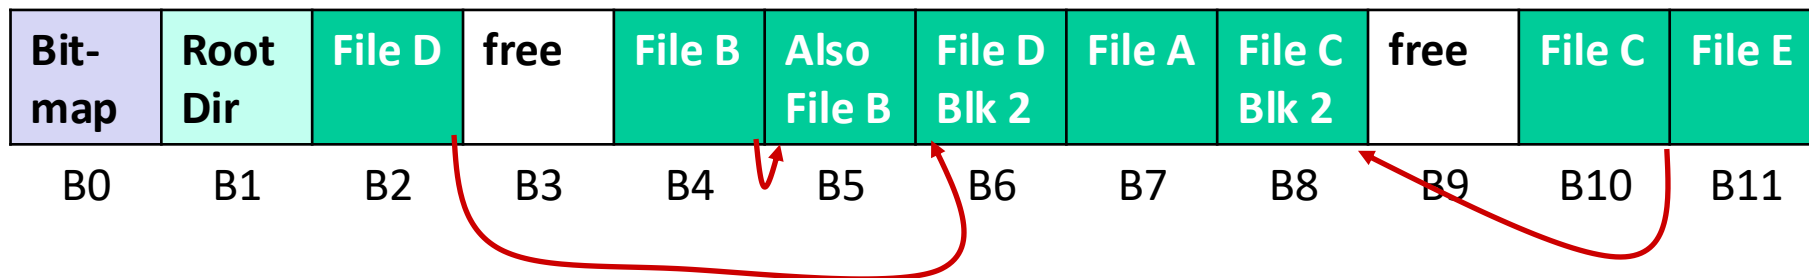 Bit-
map
Root
Dir
File D
free
File B
Also
File B
File D
Blk 2
File A
File C
Blk 2
free
File C
File E
B0 B1 B2 B3 B4 B5 B6 B7 B8 B9 B10 B11